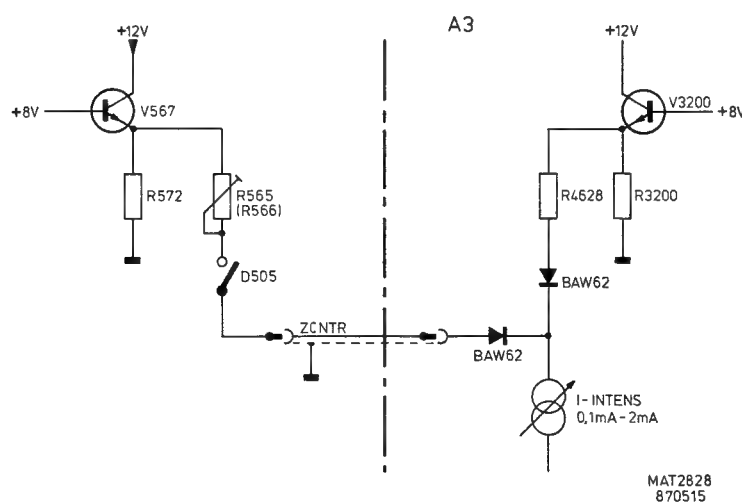 A3
+12V
+12V
+8V
V567
V3200
+8V
R572
R565
(R566)
R4628
R3200
D505
BAW62
ZCNTR
BAW62
I-INTENS
0,1mA-2mA
MAT2828
870515